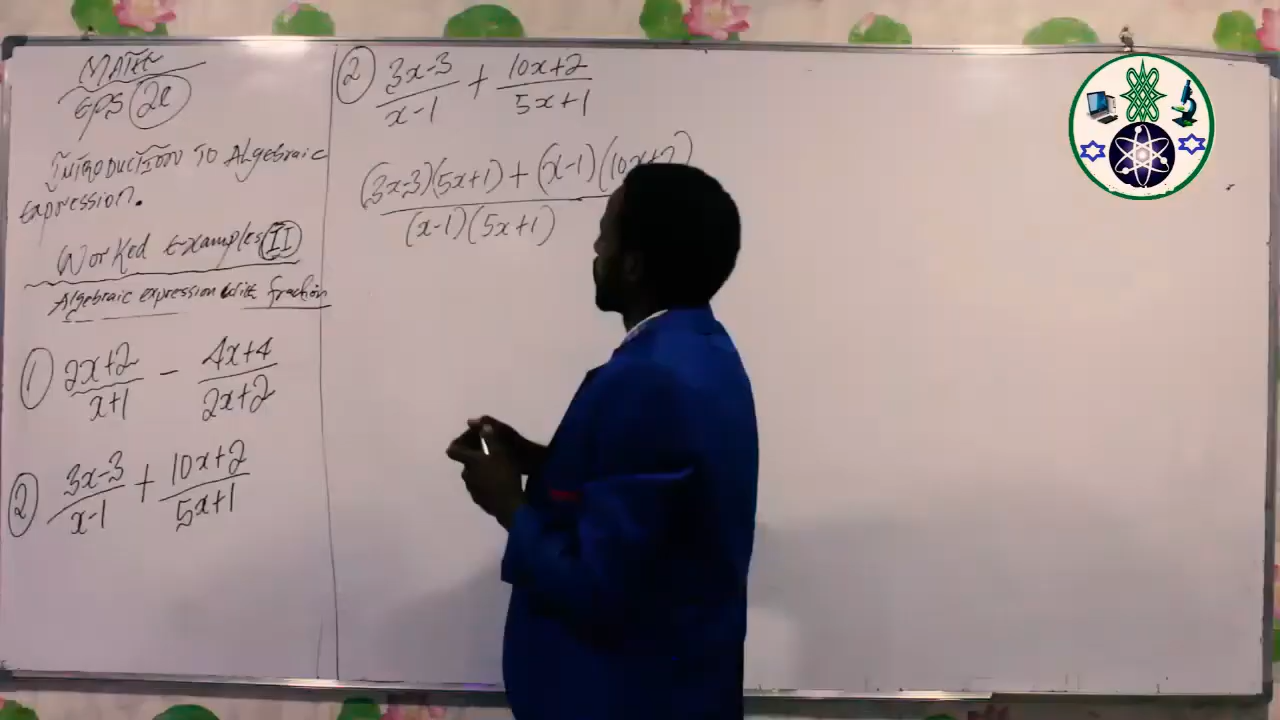 MATH
EPS 2e
INTRODUCTION TO Algebraic
Expression.
Worked Examples II
Algebraic expression with fraction
① (2x+2)/(x+1) − (4x+4)/(2x+2)
② (3x-3)/(x-1) + (10x+2)/(5x+1)
② (3x-3)/(x-1) + (10x+2)/(5x+1)
(3x-3)(5x+1) + (x-1)(10x+2)
(x-1)(5x+1)